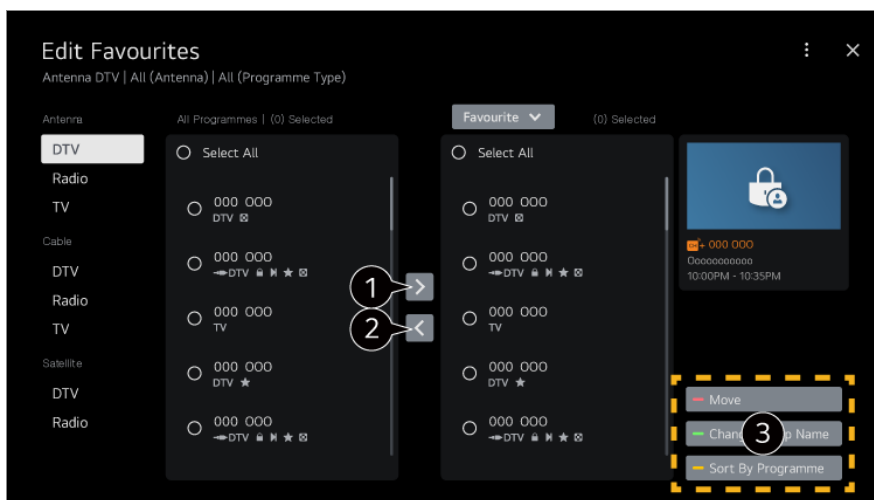 Edit Favourites
Antenna DTV | All (Antenna) | All (Programme Type)
Antenna
DTV
Radio
TV
Cable
DTV
Radio
TV
Satellite
DTV
Radio
All Programmes | (0) Selected
Select All
000 000
DTV
000 000
DTV
000 000
TV
000 000
DTV
000 000
DTV
1
2
Favourite
(0) Selected
Select All
000 000
DTV
000 000
DTV
000 000
TV
000 000
DTV
000 000
DTV
+ 000 000
Oooooooooo
10:00PM - 10:35PM
Move
3
Name
Sort By Programme